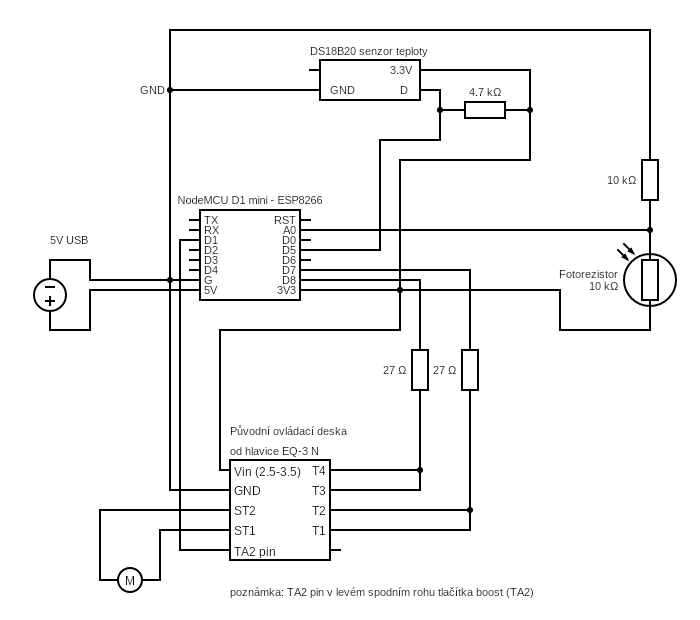 DS18B20 senzor teploty
3.3V
GND
GND D
4.7 kΩ
10 kΩ
NodeMCU D1 mini - ESP8266
TX RST
RX A0
D1 D0
D2 D5
D3 D6
D4 D7
G D8
5V 3V3
5V USB
Fotorezistor
10 kΩ
27 Ω
27 Ω
Původní ovládací deska
od hlavice EQ-3 N
Vin (2.5-3.5) T4
GND T3
ST2 T2
ST1 T1
TA2 pin
M
poznámka: TA2 pin v levém spodním rohu tlačítka boost (TA2)